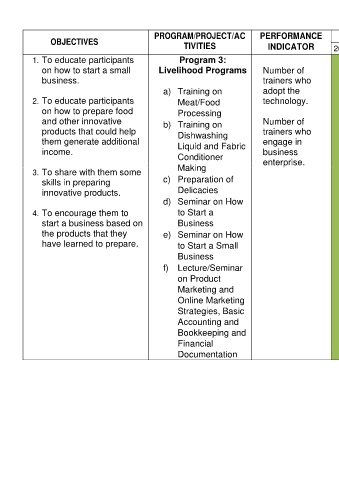 OBJECTIVES
PROGRAM/PROJECT/AC
TIVITIES
PERFORMANCE
INDICATOR
1. To educate participants
on how to start a small
business.
2. To educate participants
on how to prepare food
and other innovative
products that could help
them generate additional
income.
3. To share with them some
skills in preparing
innovative products.
4. To encourage them to
start a business based on
the products that they
have learned to prepare.
Program 3:
Livelihood Programs
a) Training on
Meat/Food
Processing
b) Training on
Dishwashing
Liquid and Fabric
Conditioner
Making
c) Preparation of
Delicacies
d) Seminar on How
to Start a
Business
e) Seminar on How
to Start a Small
Business
f) Lecture/Seminar
on Product
Marketing and
Online Marketing
Strategies, Basic
Accounting and
Bookkeeping and
Financial
Documentation
Number of
trainers who
adopt the
technology.
Number of
trainers who
engage in
business
enterprise.